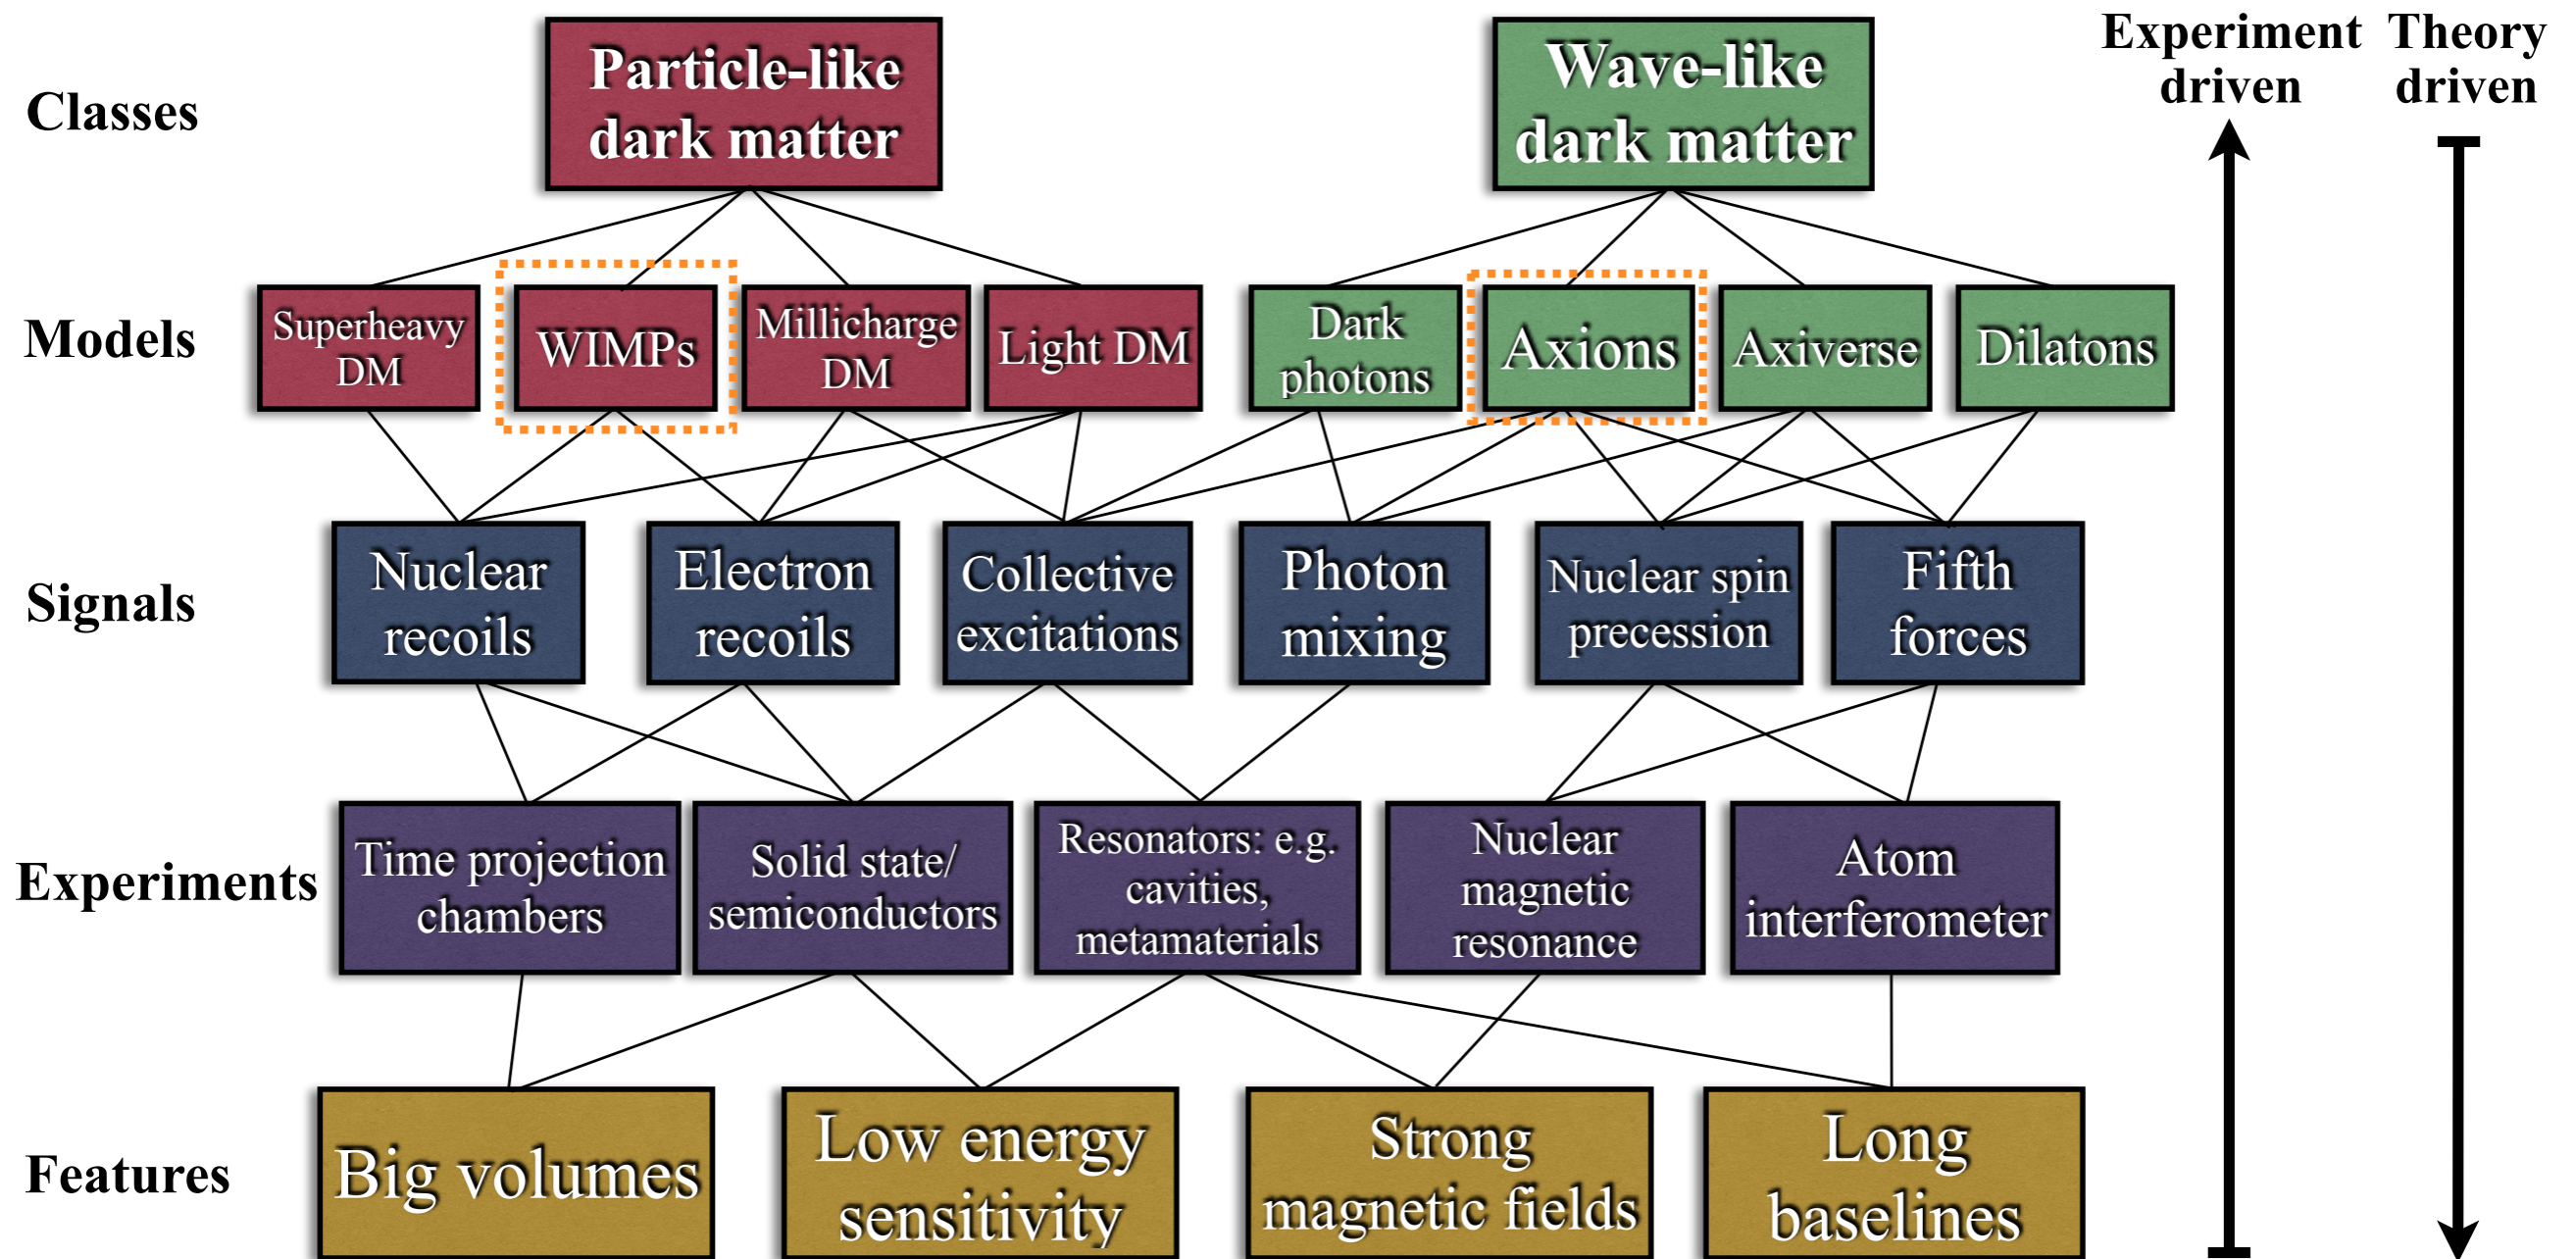 Experiment
driven
Theory
driven
Classes
Particle-like
dark matter
Wave-like
dark matter
Models
Superheavy
DM
WIMPs
Millicharge
DM
Light DM
Dark
photons
Axions
Axiverse
Dilatons
Signals
Nuclear
recoils
Electron
recoils
Collective
excitations
Photon
mixing
Nuclear spin
precession
Fifth
forces
Experiments
Time projection
chambers
Solid state/
semiconductors
Resonators: e.g.
cavities,
metamaterials
Nuclear
magnetic
resonance
Atom
interferometer
Features
Big volumes
Low energy
sensitivity
Strong
magnetic fields
Long
baselines